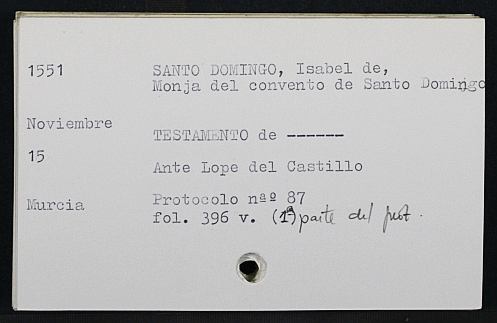 1551 SANTO DOMINGO, Isabel de,
Monja del convento de Santo Domingo
Noviembre
TESTAMENTO de ------
15
Ante Lope del Castillo
Murcia Protocolo nªº 87
fol. 396 v. (1ª) parte del prot.